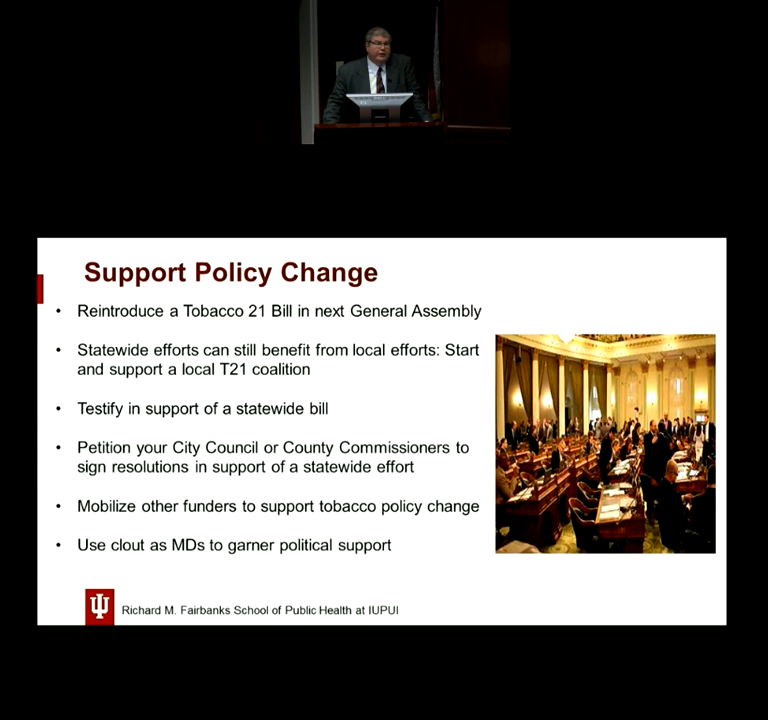 Support Policy Change
• Reintroduce a Tobacco 21 Bill in next General Assembly
• Statewide efforts can still benefit from local efforts: Start
and support a local T21 coalition
• Testify in support of a statewide bill
• Petition your City Council or County Commissioners to
sign resolutions in support of a statewide effort
• Mobilize other funders to support tobacco policy change
• Use clout as MDs to garner political support
Richard M. Fairbanks School of Public Health at IUPUI